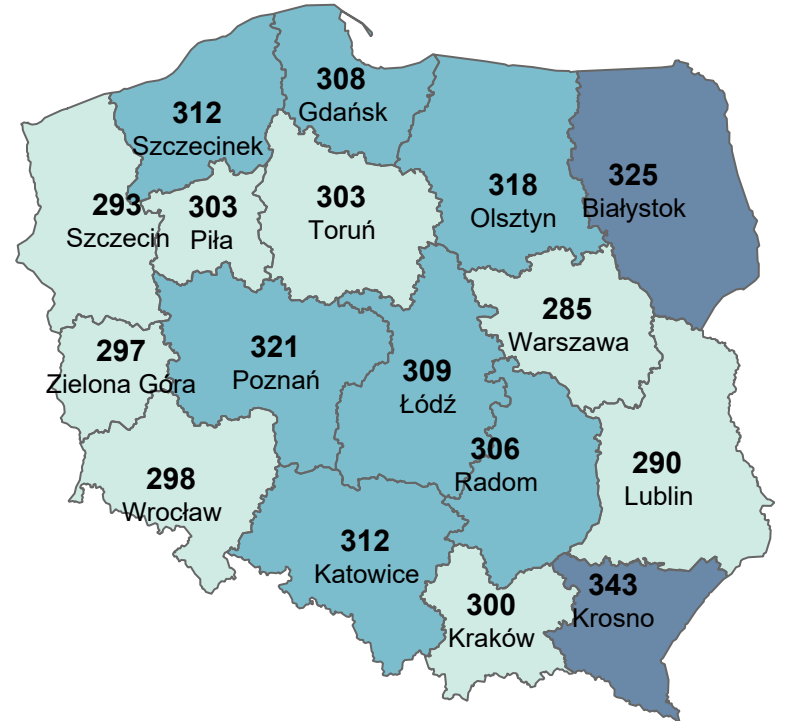 308
Gdańsk
312
Szczecinek
325
Białystok
318
Olsztyn
303
Toruń
293
Szczecin
303
Piła
285
Warszawa
321
Poznań
297
Zielona Góra
309
Łódź
306
Radom
290
Lublin
298
Wrocław
312
Katowice
343
Krosno
300
Kraków